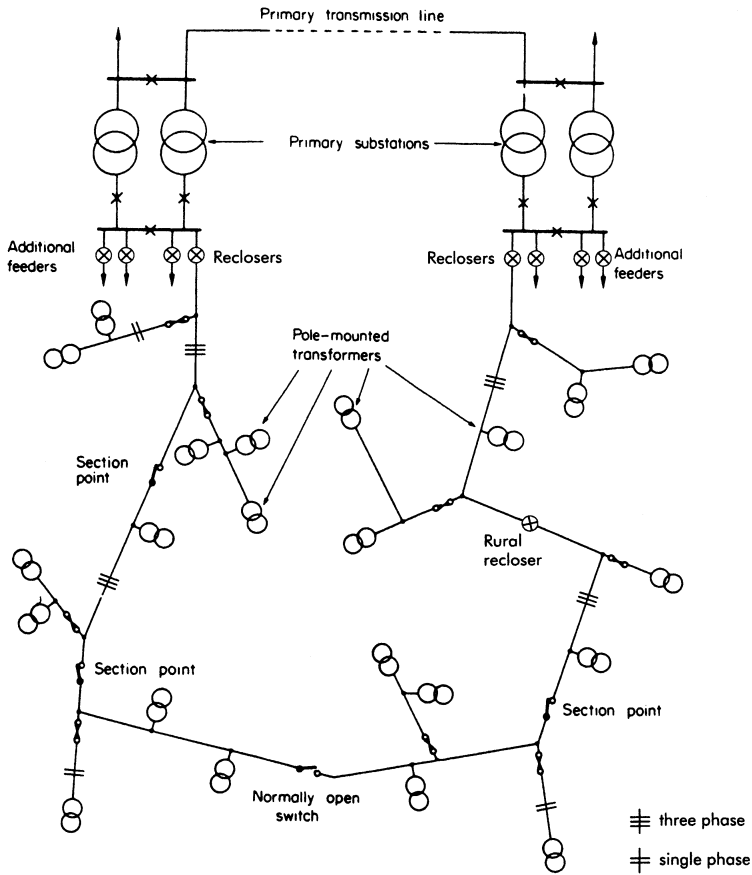 Primary transmission line
Primary substations
Additional
feeders
Reclosers
Reclosers
Additional
feeders
Pole-mounted
transformers
Section
point
Rural
recloser
Section point
Section point
Normally open
switch
three phase
single phase